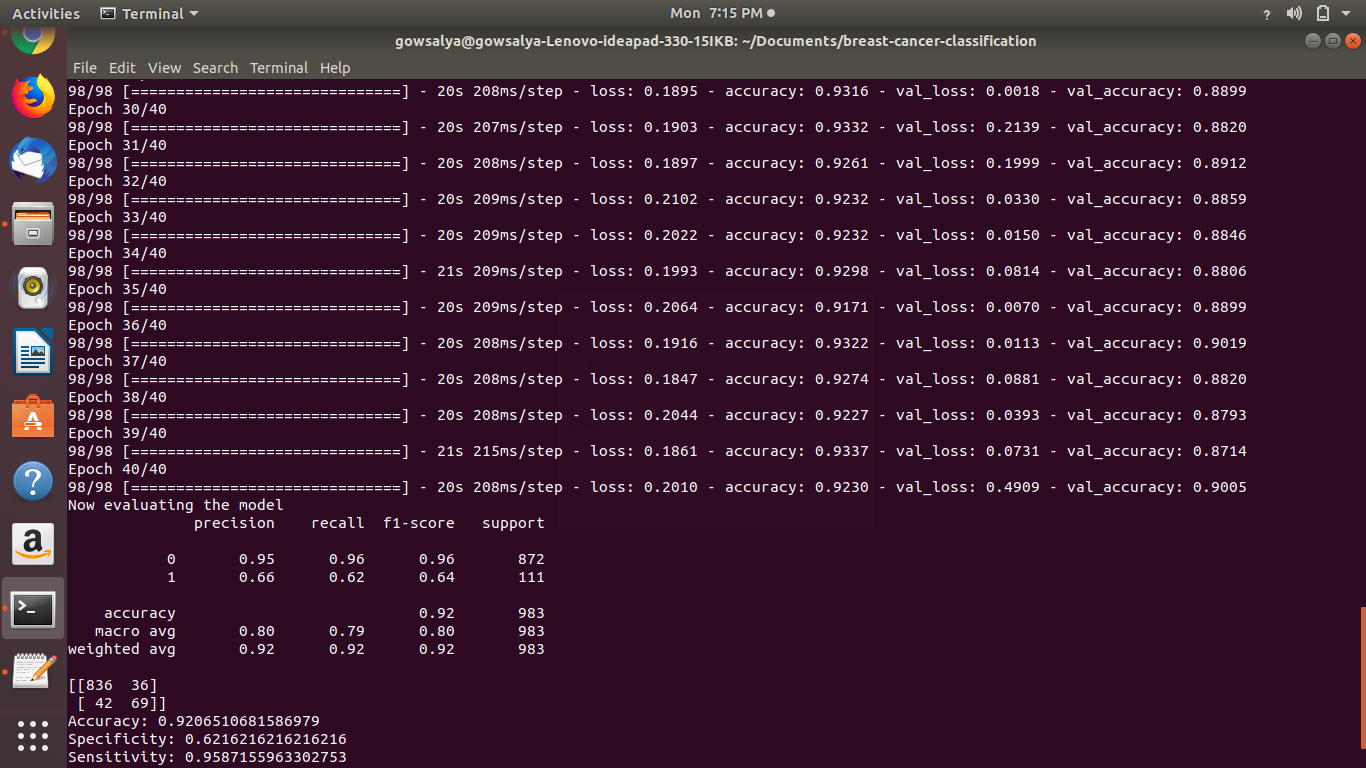 Activities Terminal Mon 7:15 PM
gowsalya@gowsalya-Lenovo-ideapad-330-15IKB: ~/Documents/breast-cancer-classification
File Edit View Search Terminal Help
98/98 [==============================] - 20s 208ms/step - loss: 0.1895 - accuracy: 0.9316 - val_loss: 0.0018 - val_accuracy: 0.8899
Epoch 30/40
98/98 [==============================] - 20s 207ms/step - loss: 0.1903 - accuracy: 0.9332 - val_loss: 0.2139 - val_accuracy: 0.8820
Epoch 31/40
98/98 [==============================] - 20s 208ms/step - loss: 0.1897 - accuracy: 0.9261 - val_loss: 0.1999 - val_accuracy: 0.8912
Epoch 32/40
98/98 [==============================] - 20s 209ms/step - loss: 0.2102 - accuracy: 0.9232 - val_loss: 0.0330 - val_accuracy: 0.8859
Epoch 33/40
98/98 [==============================] - 20s 209ms/step - loss: 0.2022 - accuracy: 0.9232 - val_loss: 0.0150 - val_accuracy: 0.8846
Epoch 34/40
98/98 [==============================] - 21s 209ms/step - loss: 0.1993 - accuracy: 0.9298 - val_loss: 0.0814 - val_accuracy: 0.8806
Epoch 35/40
98/98 [==============================] - 20s 209ms/step - loss: 0.2064 - accuracy: 0.9171 - val_loss: 0.0070 - val_accuracy: 0.8899
Epoch 36/40
98/98 [==============================] - 20s 208ms/step - loss: 0.1916 - accuracy: 0.9322 - val_loss: 0.0113 - val_accuracy: 0.9019
Epoch 37/40
98/98 [==============================] - 20s 208ms/step - loss: 0.1847 - accuracy: 0.9274 - val_loss: 0.0881 - val_accuracy: 0.8820
Epoch 38/40
98/98 [==============================] - 20s 208ms/step - loss: 0.2044 - accuracy: 0.9227 - val_loss: 0.0393 - val_accuracy: 0.8793
Epoch 39/40
98/98 [==============================] - 21s 215ms/step - loss: 0.1861 - accuracy: 0.9337 - val_loss: 0.0731 - val_accuracy: 0.8714
Epoch 40/40
98/98 [==============================] - 20s 208ms/step - loss: 0.2010 - accuracy: 0.9230 - val_loss: 0.4909 - val_accuracy: 0.9005
Now evaluating the model
precision recall f1-score support
0 0.95 0.96 0.96 872
1 0.66 0.62 0.64 111
accuracy 0.92 983
macro avg 0.80 0.79 0.80 983
weighted avg 0.92 0.92 0.92 983
[[836 36]
[ 42 69]]
Accuracy: 0.9206510681586979
Specificity: 0.6216216216216216
Sensitivity: 0.9587155963302753